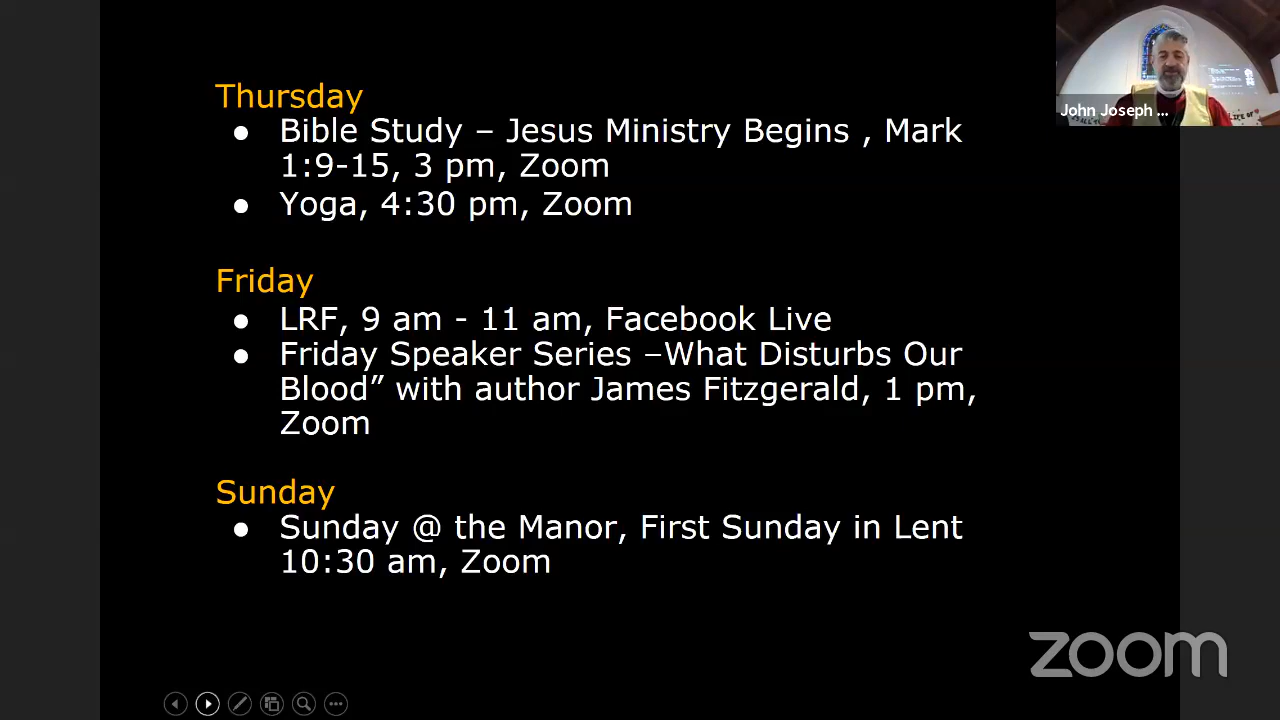 Thursday
● Bible Study – Jesus Ministry Begins , Mark
1:9-15, 3 pm, Zoom
● Yoga, 4:30 pm, Zoom
Friday
● LRF, 9 am - 11 am, Facebook Live
● Friday Speaker Series –What Disturbs Our
Blood” with author James Fitzgerald, 1 pm,
Zoom
Sunday
● Sunday @ the Manor, First Sunday in Lent
10:30 am, Zoom
John Joseph ...
zoom